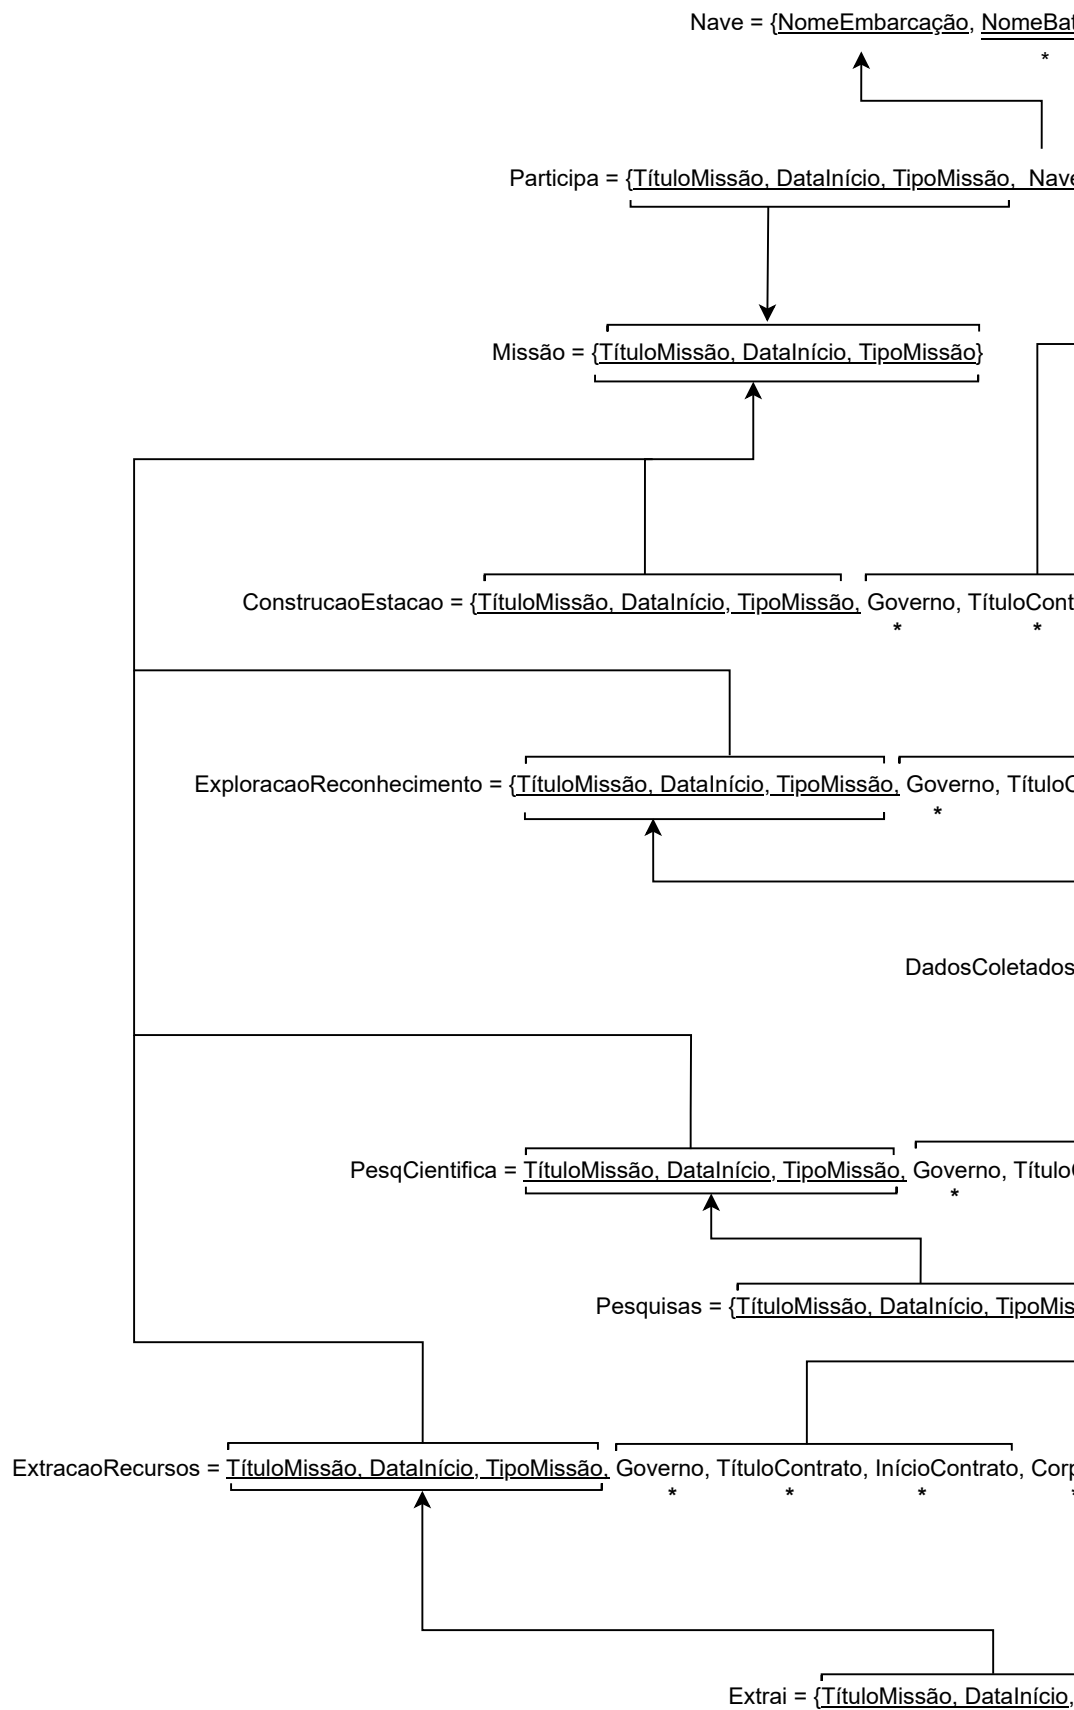 Nave = {NomeEmbarcação, NomeBat
*
Participa = {TítuloMissão, DataInício, TipoMissão, Nave
Missão = {TítuloMissão, DataInício, TipoMissão}
ConstrucaoEstacao = {TítuloMissão, DataInício, TipoMissão, Governo, TítuloCont
* *
ExploracaoReconhecimento = {TítuloMissão, DataInício, TipoMissão, Governo, TítuloC
*
DadosColetados
PesqCientifica = TítuloMissão, DataInício, TipoMissão, Governo, TítuloC
*
Pesquisas = {TítuloMissão, DataInício, TipoMis
ExtracaoRecursos = TítuloMissão, DataInício, TipoMissão, Governo, TítuloContrato, InícioContrato, Corp
* * * *
Extrai = {TítuloMissão, DataInício,